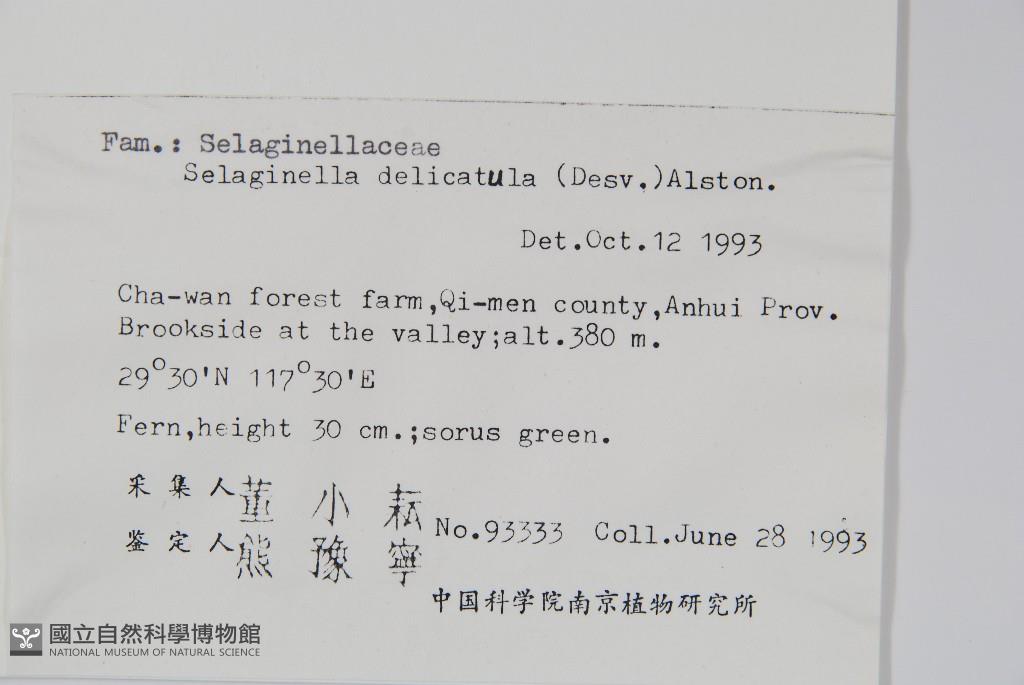 Fam.: Selaginellaceae
Selaginella delicatula (Desv.)Alston.
Det.Oct.12 1993
Cha-wan forest farm,Qi-men county,Anhui Prov.
Brookside at the valley;alt.380 m.
29°30'N 117°30'E
Fern,height 30 cm.;sorus green.
采集人 董小耘
No.93333 Coll.June 28 1993
鉴定人 熊豫寧
中国科学院南京植物研究所
國立自然科學博物館
NATIONAL MUSEUM OF NATURAL SCIENCE